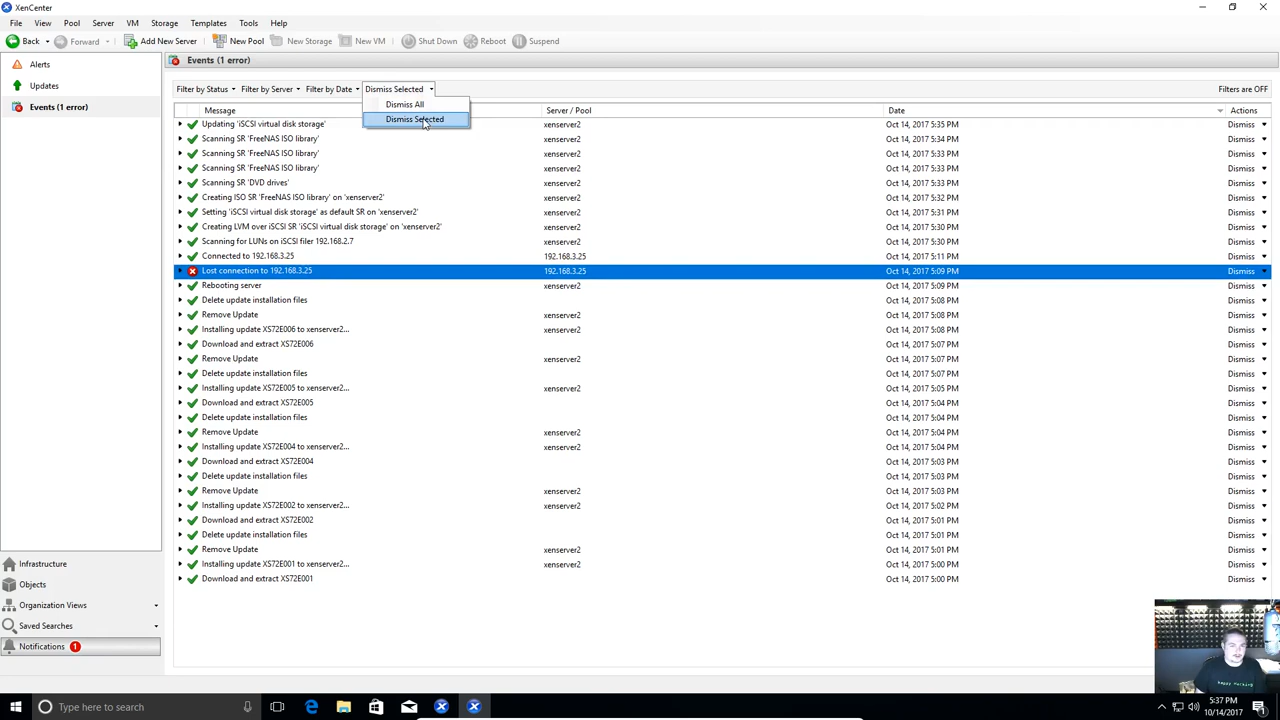 XenCenter
File View Pool Server VM Storage Templates Tools Help
Back Forward Add New Server New Pool New Storage New VM Shut Down Reboot Suspend
Alerts
Updates
Events (1 error)
Events (1 error)
Filter by Status Filter by Server Filter by Date Dismiss Selected Filters are OFF
Dismiss All
Dismiss Selected
Message Server / Pool Date Actions
Updating 'iSCSI virtual disk storage' xenserver2 Oct 14, 2017 5:35 PM Dismiss
Scanning SR 'FreeNAS ISO library' xenserver2 Oct 14, 2017 5:34 PM Dismiss
Scanning SR 'FreeNAS ISO library' xenserver2 Oct 14, 2017 5:33 PM Dismiss
Scanning SR 'FreeNAS ISO library' xenserver2 Oct 14, 2017 5:33 PM Dismiss
Scanning SR 'DVD drives' xenserver2 Oct 14, 2017 5:33 PM Dismiss
Creating ISO SR 'FreeNAS ISO library' on 'xenserver2' xenserver2 Oct 14, 2017 5:32 PM Dismiss
Setting 'iSCSI virtual disk storage' as default SR on 'xenserver2' xenserver2 Oct 14, 2017 5:31 PM Dismiss
Creating LVM over iSCSI SR 'iSCSI virtual disk storage' on 'xenserver2' xenserver2 Oct 14, 2017 5:30 PM Dismiss
Scanning for LUNs on iSCSI filer 192.168.2.7 xenserver2 Oct 14, 2017 5:30 PM Dismiss
Connected to 192.168.3.25 192.168.3.25 Oct 14, 2017 5:11 PM Dismiss
Lost connection to 192.168.3.25 192.168.3.25 Oct 14, 2017 5:09 PM Dismiss
Rebooting server xenserver2 Oct 14, 2017 5:09 PM Dismiss
Delete update installation files Oct 14, 2017 5:08 PM Dismiss
Remove Update xenserver2 Oct 14, 2017 5:08 PM Dismiss
Installing update XS72E006 to xenserver2... xenserver2 Oct 14, 2017 5:08 PM Dismiss
Download and extract XS72E006 Oct 14, 2017 5:07 PM Dismiss
Remove Update xenserver2 Oct 14, 2017 5:07 PM Dismiss
Delete update installation files Oct 14, 2017 5:07 PM Dismiss
Installing update XS72E005 to xenserver2... xenserver2 Oct 14, 2017 5:05 PM Dismiss
Download and extract XS72E005 Oct 14, 2017 5:04 PM Dismiss
Delete update installation files Oct 14, 2017 5:04 PM Dismiss
Remove Update xenserver2 Oct 14, 2017 5:04 PM Dismiss
Installing update XS72E004 to xenserver2... xenserver2 Oct 14, 2017 5:04 PM Dismiss
Download and extract XS72E004 Oct 14, 2017 5:03 PM Dismiss
Delete update installation files Oct 14, 2017 5:03 PM Dismiss
Remove Update xenserver2 Oct 14, 2017 5:03 PM Dismiss
Installing update XS72E002 to xenserver2... xenserver2 Oct 14, 2017 5:02 PM Dismiss
Download and extract XS72E002 Oct 14, 2017 5:01 PM Dismiss
Delete update installation files Oct 14, 2017 5:01 PM Dismiss
Remove Update xenserver2 Oct 14, 2017 5:01 PM Dismiss
Installing update XS72E001 to xenserver2... xenserver2 Oct 14, 2017 5:00 PM Dismiss
Download and extract XS72E001 Oct 14, 2017 5:00 PM Dismiss
Infrastructure
Objects
Organization Views
Saved Searches
Notifications 1
Type here to search
5:37 PM
10/14/2017